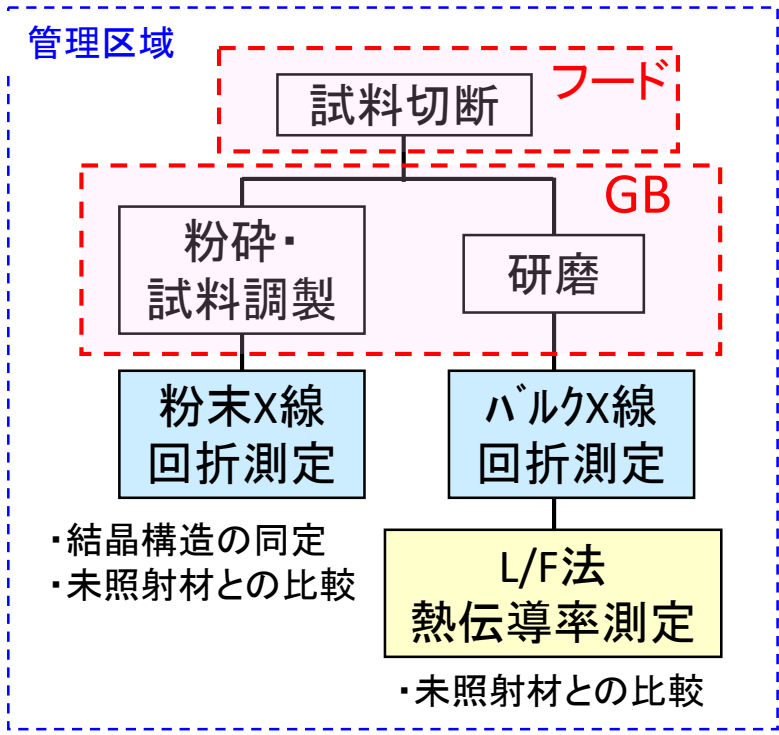 管理区域
フード
試料切断
GB
粉砕・
試料調製
研磨
粉末X線
回折測定
バルクX線
回折測定
・結晶構造の同定
・未照射材との比較
L/F法
熱伝導率測定
・未照射材との比較